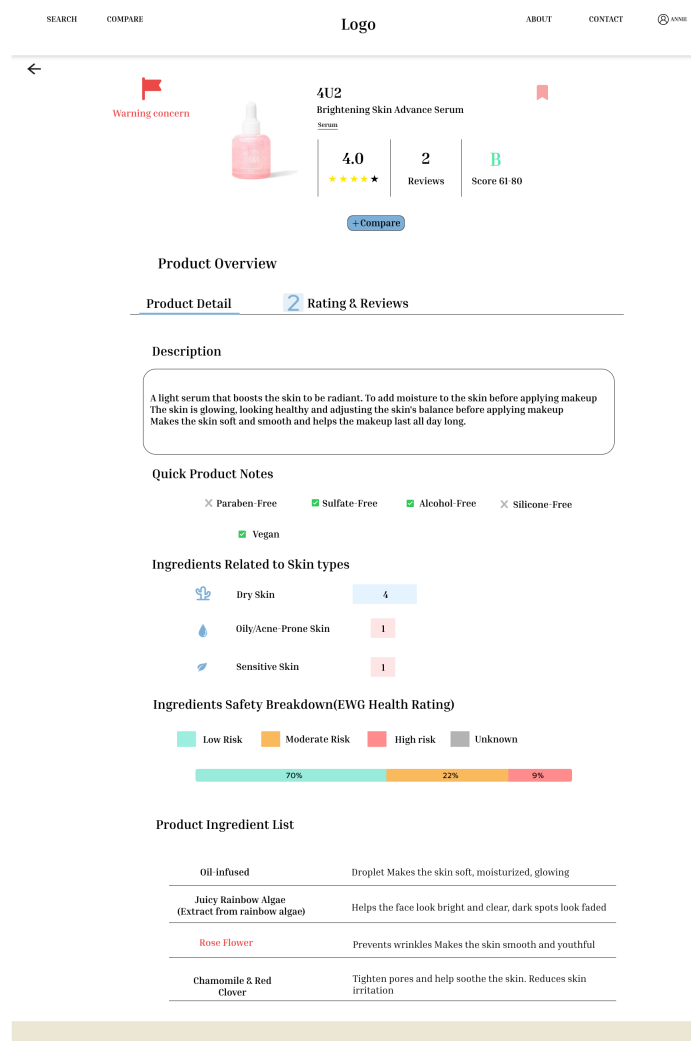 SEARCH
COMPARE
Logo
ABOUT
CONTACT
ANNIE
Warning concern
4U2
Brightening Skin Advance Serum
Serum
4.0
2
Reviews
B
Score 61-80
+Compare
Product Overview
Product Detail
2 Rating & Reviews
Description
A light serum that boosts the skin to be radiant. To add moisture to the skin before applying makeup
The skin is glowing, looking healthy and adjusting the skin's balance before applying makeup
Makes the skin soft and smooth and helps the makeup last all day long.
Quick Product Notes
Paraben-Free
Sulfate-Free
Alcohol-Free
Silicone-Free
Vegan
Ingredients Related to Skin types
Dry Skin
4
Oily/Acne-Prone Skin
1
Sensitive Skin
1
Ingredients Safety Breakdown(EWG Health Rating)
Low Risk
Moderate Risk
High risk
Unknown
70%
22%
9%
Product Ingredient List
Oil-infused
Droplet Makes the skin soft, moisturized, glowing
Juicy Rainbow Algae
(Extract from rainbow algae)
Helps the face look bright and clear, dark spots look faded
Rose Flower
Prevents wrinkles Makes the skin smooth and youthful
Chamomile & Red
Clover
Tighten pores and help soothe the skin. Reduces skin
irritation